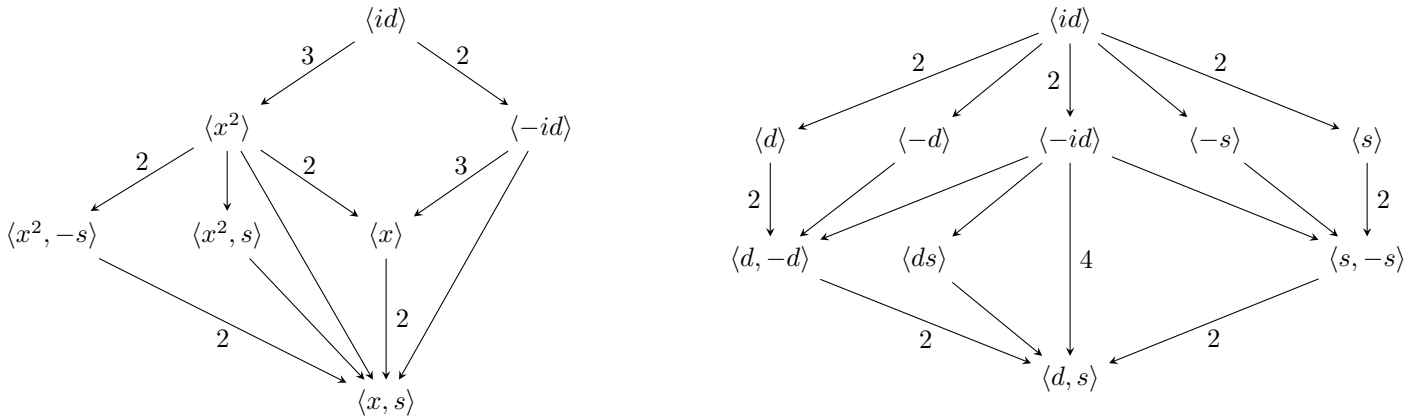 ⟨id⟩ ⟨id⟩
3 2 2 2 2
⟨x²⟩ ⟨−id⟩ ⟨d⟩ ⟨−d⟩ ⟨−id⟩ ⟨−s⟩ ⟨s⟩
2 2 3 2 2
⟨x², −s⟩ ⟨x², s⟩ ⟨x⟩ ⟨d, −d⟩ ⟨ds⟩ 4 ⟨s, −s⟩
2 2 2 2
⟨x, s⟩ ⟨d, s⟩